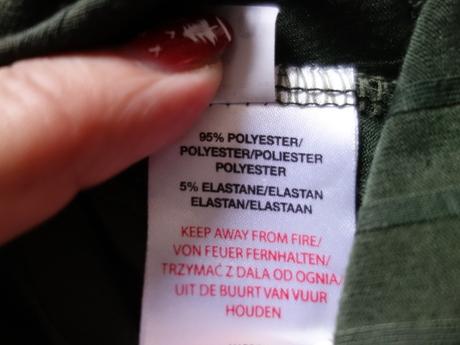 95% POLYESTER/
POLYESTER/POLIESTER
POLYESTER
5% ELASTANE/ELASTAN
ELASTAN/ELASTAAN
KEEP AWAY FROM FIRE/
VON FEUER FERNHALTEN/
TRZYMAĆ Z DALA OD OGNIA/
UIT DE BUURT VAN VUUR
HOUDEN